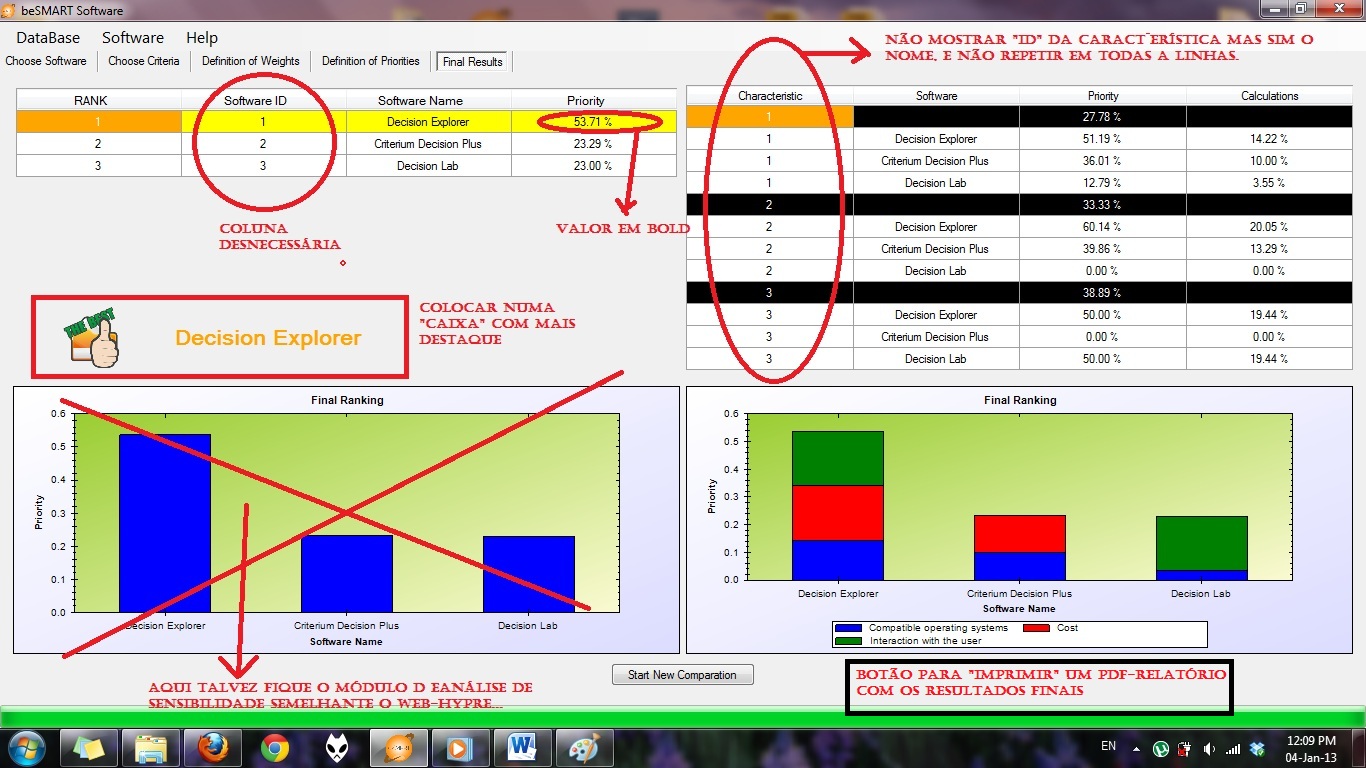 beSMART Software
DataBase Software Help
Choose Software Choose Criteria Definition of Weights Definition of Priorities Final Results
NÃO MOSTRAR "ID" DA CARACT~ERÍSTICA MAS SIM O
NOME, E NÃO REPETIR EM TODAS A LINHAS.
RANK Software ID Software Name Priority
1 1 Decision Explorer 53.71 %
2 2 Criterium Decision Plus 23.29 %
3 3 Decision Lab 23.00 %
COLUNA
DESNECESSÁRIA
VALOR EM BOLD
Characteristic Software Priority Calculations
1 27.78 %
1 Decision Explorer 51.19 % 14.22 %
1 Criterium Decision Plus 36.01 % 10.00 %
1 Decision Lab 12.79 % 3.55 %
2 33.33 %
2 Decision Explorer 60.14 % 20.05 %
2 Criterium Decision Plus 39.86 % 13.29 %
2 Decision Lab 0.00 % 0.00 %
3 38.89 %
3 Decision Explorer 50.00 % 19.44 %
3 Criterium Decision Plus 0.00 % 0.00 %
3 Decision Lab 50.00 % 19.44 %
THE BEST
Decision Explorer
COLOCAR NUMA
"CAIXA" COM MAIS
DESTAQUE
Final Ranking
0.6
0.5
0.4
0.3
0.2
0.1
0.0
Priority
Decision Explorer Criterium Decision Plus Decision Lab
Software Name
Final Ranking
0.6
0.5
0.4
0.3
0.2
0.1
0.0
Priority
Decision Explorer Criterium Decision Plus Decision Lab
Software Name
Compatible operating systems Cost
Interaction with the user
Start New Comparation
AQUI TALVEZ FIQUE O MÓDULO D EANÁLISE DE
SENSIBILIDADE SEMELHANTE O WEB-HYPRE...
BOTÃO PARA "IMPRIMIR" UM PDF-RELATÓRIO
COM OS RESULTADOS FINAIS
EN
12:09 PM
04-Jan-13